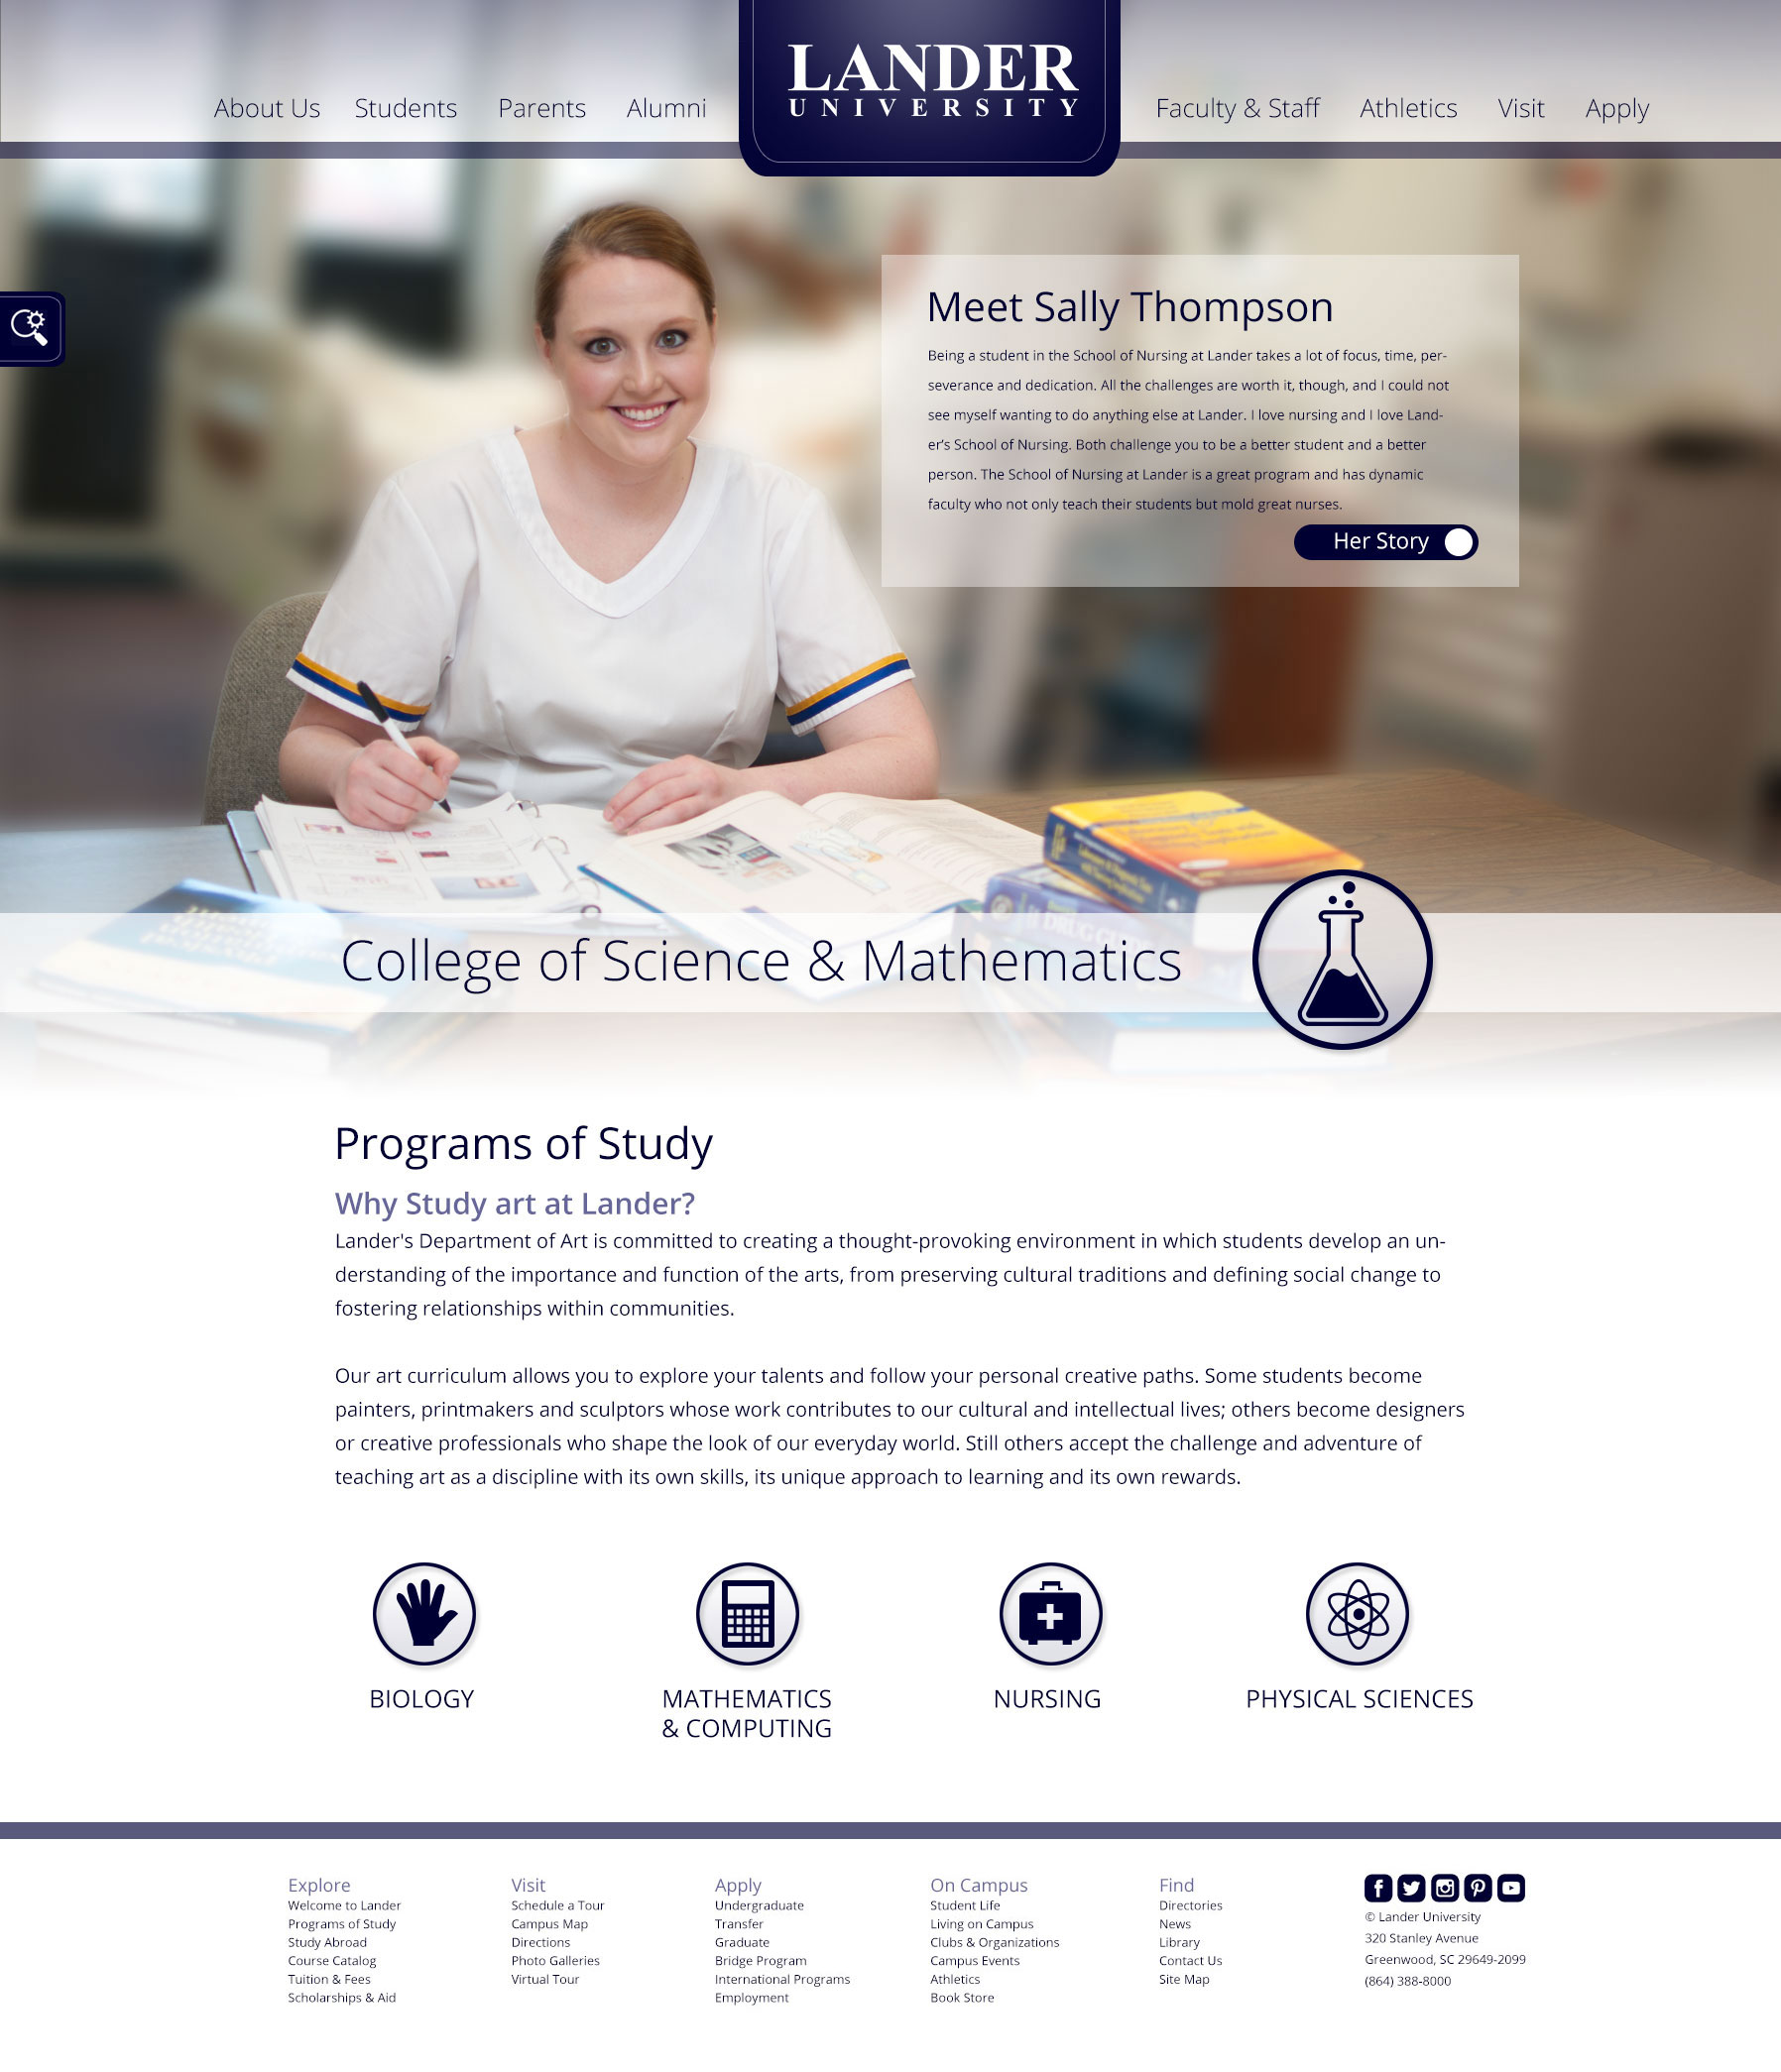 LANDER
UNIVERSITY
About Us Students Parents Alumni Faculty & Staff Athletics Visit Apply
Meet Sally Thompson
Being a student in the School of Nursing at Lander takes a lot of focus, time, per-
severance and dedication. All the challenges are worth it, though, and I could not
see myself wanting to do anything else at Lander. I love nursing and I love Land-
er's School of Nursing. Both challenge you to be a better student and a better
person. The School of Nursing at Lander is a great program and has dynamic
faculty who not only teach their students but mold great nurses.
Her Story
DRUG GUIDE
College of Science & Mathematics
Programs of Study
Why Study art at Lander?
Lander's Department of Art is committed to creating a thought-provoking environment in which students develop an un-
derstanding of the importance and function of the arts, from preserving cultural traditions and defining social change to
fostering relationships within communities.
Our art curriculum allows you to explore your talents and follow your personal creative paths. Some students become
painters, printmakers and sculptors whose work contributes to our cultural and intellectual lives; others become designers
or creative professionals who shape the look of our everyday world. Still others accept the challenge and adventure of
teaching art as a discipline with its own skills, its unique approach to learning and its own rewards.
BIOLOGY
MATHEMATICS
& COMPUTING
NURSING
PHYSICAL SCIENCES
Explore
Welcome to Lander
Programs of Study
Study Abroad
Course Catalog
Tuition & Fees
Scholarships & Aid
Visit
Schedule a Tour
Campus Map
Directions
Photo Galleries
Virtual Tour
Apply
Undergraduate
Transfer
Graduate
Bridge Program
International Programs
Employment
On Campus
Student Life
Living on Campus
Clubs & Organizations
Campus Events
Athletics
Book Store
Find
Directories
News
Library
Contact Us
Site Map
© Lander University
320 Stanley Avenue
Greenwood, SC 29649-2099
(864) 388-8000